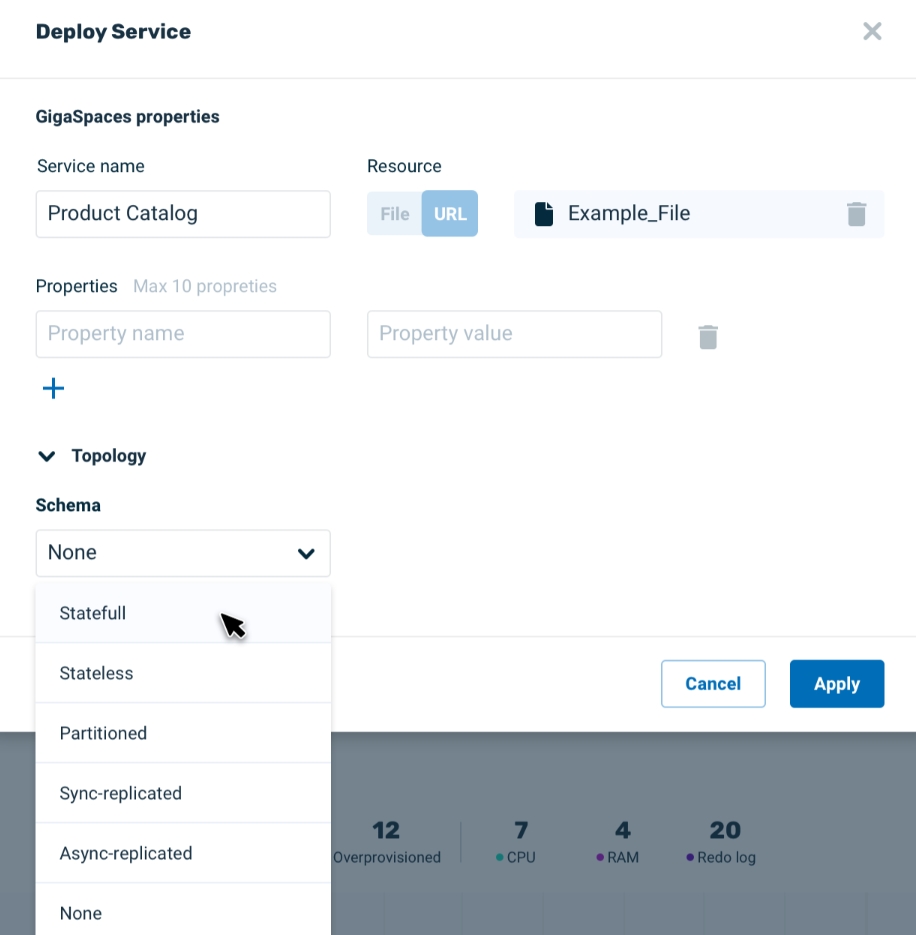 Deploy Service
GigaSpaces properties
Service name
Resource
Product Catalog
File
URL
Example_File
Properties
Max 10 propreties
Property name
Property value
Topology
Schema
None
Statefull
Stateless
Partitioned
Sync-replicated
Async-replicated
None
Cancel
Apply
12
Overprovisioned
7
CPU
4
RAM
20
Redo log